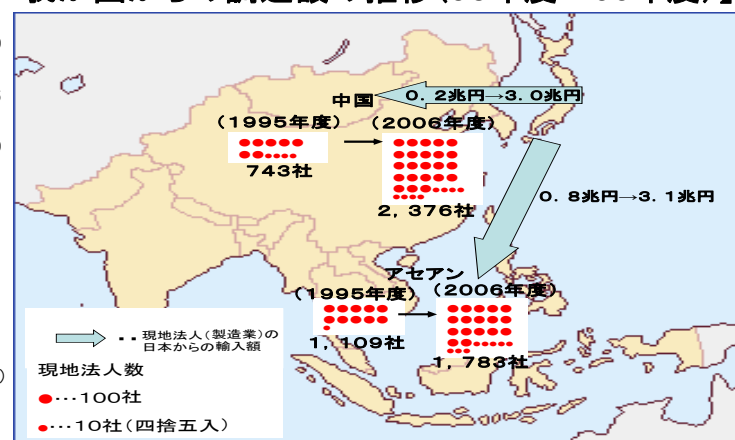 中国
0.2兆円→3.0兆円
(1995年度)
(2006年度)
743社
2,376社
0.8兆円→3.1兆円
アセアン
(1995年度)
(2006年度)
1,109社
1,783社
・・現地法人(製造業)の
日本からの輸入額
現地法人数
●…100社
●…10社(四捨五入)